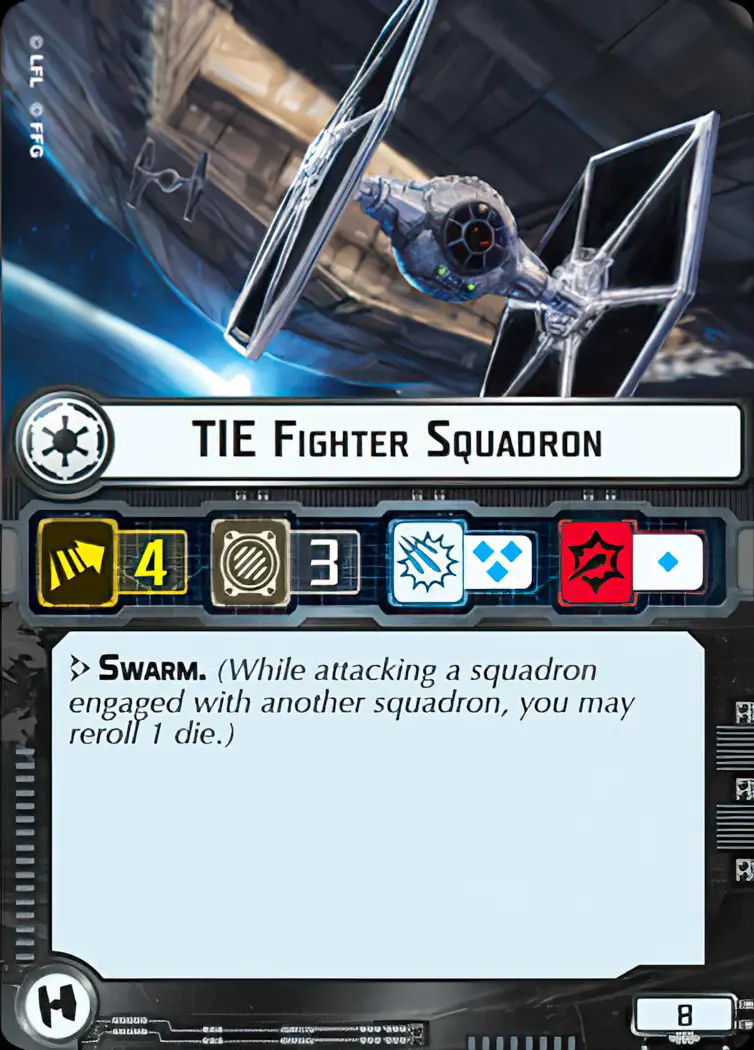 © LFL © FFG
TIE FIGHTER SQUADRON
4 3
SWARM. (While attacking a squadron
engaged with another squadron, you may
reroll 1 die.)
8